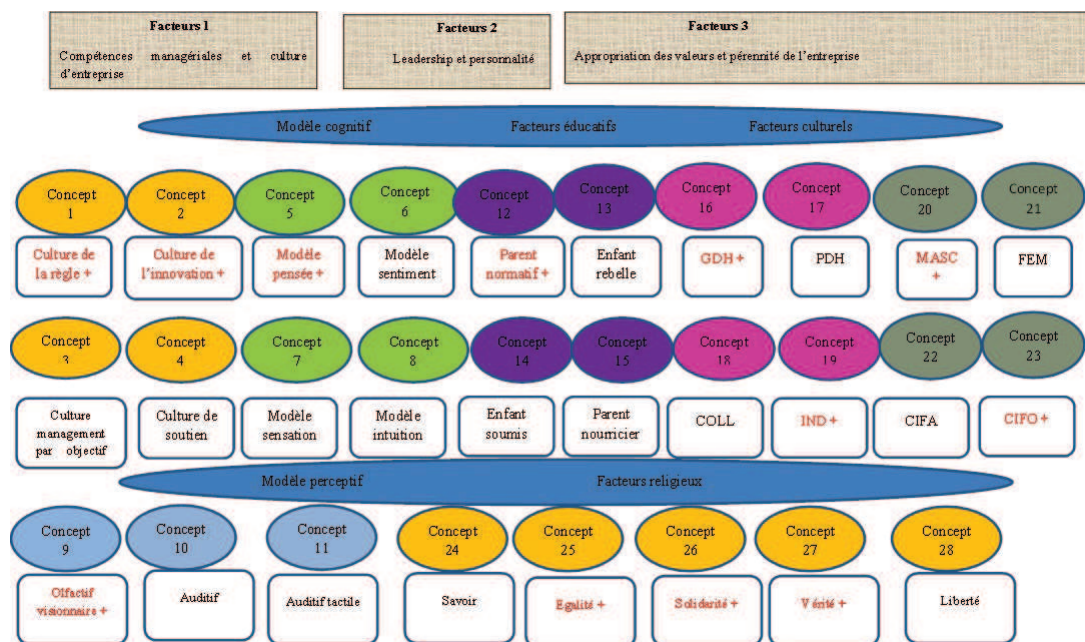 Facteurs 1
Compétences managériales et culture
d’entreprise
Facteurs 2
Leadership et personnalité
Facteurs 3
Appropriation des valeurs et pérennité de l’entreprise
Modèle cognitif Facteurs éducatifs Facteurs culturels
Concept 1
Concept 2
Concept 5
Concept 6
Concept 12
Concept 13
Concept 16
Concept 17
Concept 20
Concept 21
Culture de
la règle +
Culture de
l’innovation +
Modèle
pensée +
Modèle
sentiment
Parent
normatif +
Enfant
rebelle
GDH +
PDH
MASC
+
FEM
Concept 3
Concept 4
Concept 7
Concept 8
Concept 14
Concept 15
Concept 18
Concept 19
Concept 22
Concept 23
Culture
management
par objectif
Culture de
soutien
Modèle
sensation
Modèle
intuition
Enfant
soumis
Parent
nourricier
COLL
IND +
CIFA
CIFO +
Modèle perceptif Facteurs religieux
Concept 9
Concept 10
Concept 11
Concept 24
Concept 25
Concept 26
Concept 27
Concept 28
Olfactif
visionnaire +
Auditif
Auditif tactile
Savoir
Egalité +
Solidarité +
Vérité +
Liberté